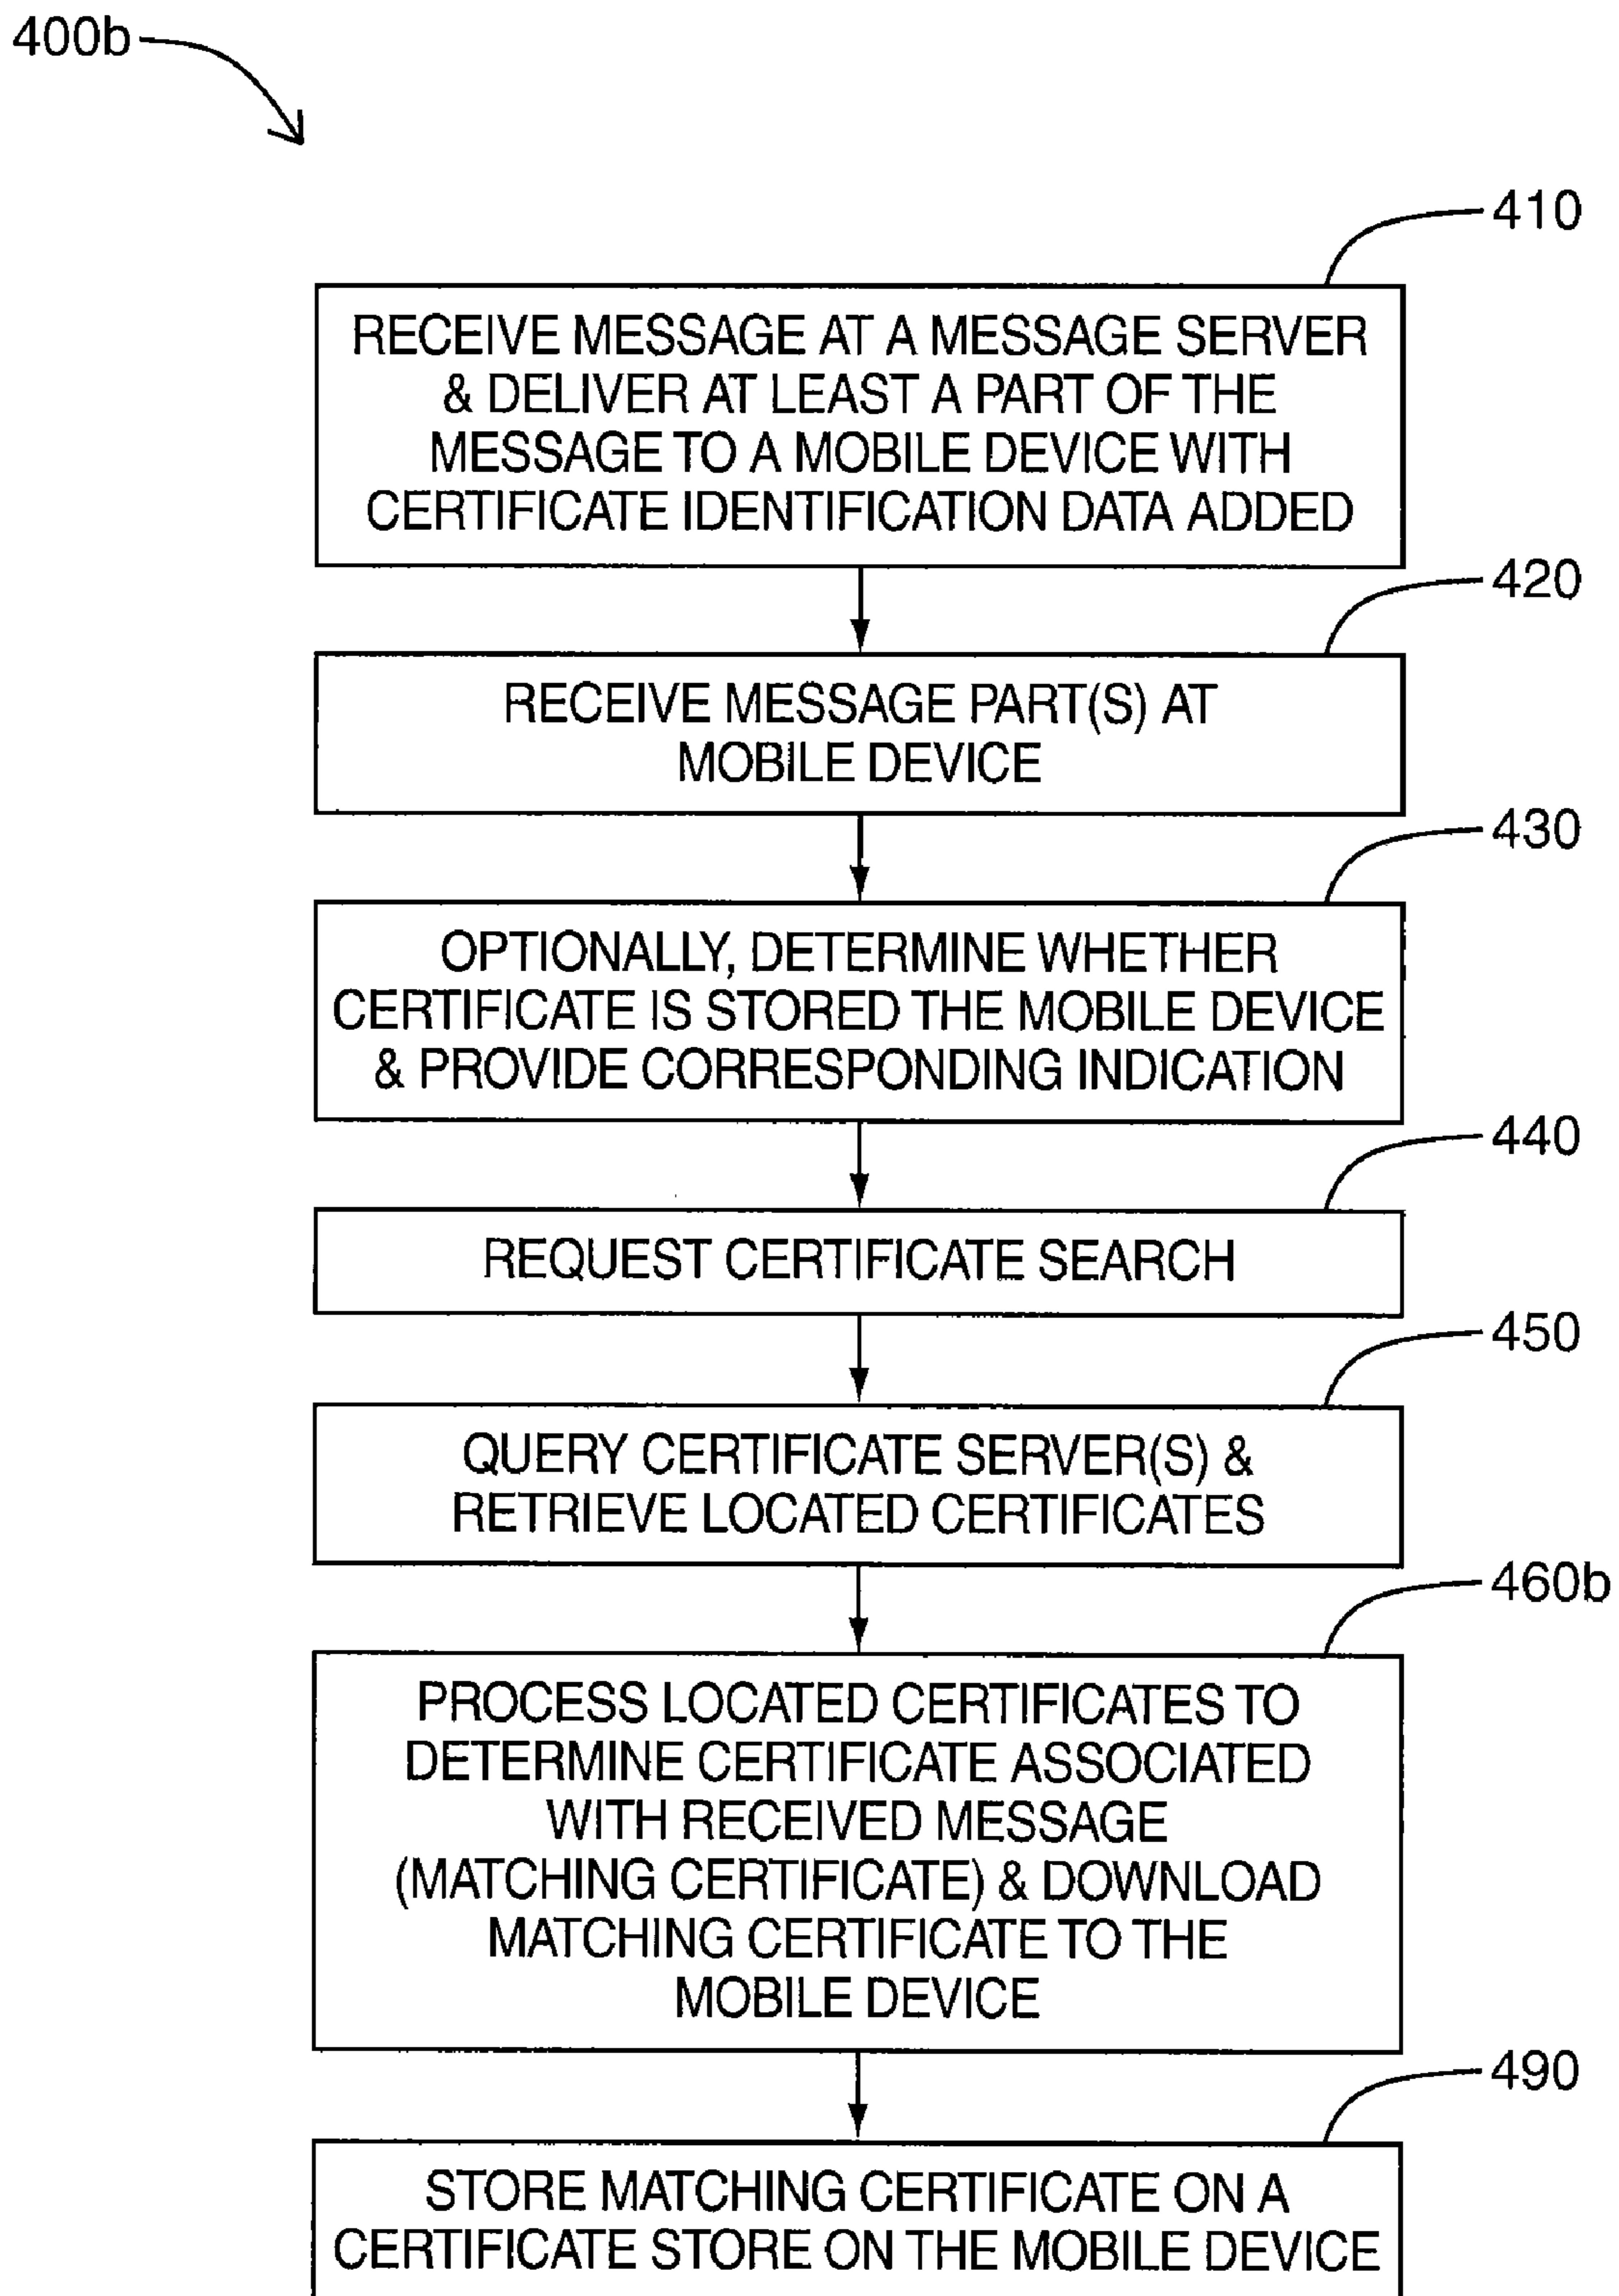 400b
410
RECEIVE MESSAGE AT A MESSAGE SERVER
& DELIVER AT LEAST A PART OF THE
MESSAGE TO A MOBILE DEVICE WITH
CERTIFICATE IDENTIFICATION DATA ADDED
420
RECEIVE MESSAGE PART(S) AT
MOBILE DEVICE
430
OPTIONALLY, DETERMINE WHETHER
CERTIFICATE IS STORED THE MOBILE DEVICE
& PROVIDE CORRESPONDING INDICATION
440
REQUEST CERTIFICATE SEARCH
450
QUERY CERTIFICATE SERVER(S) &
RETRIEVE LOCATED CERTIFICATES
460b
PROCESS LOCATED CERTIFICATES TO
DETERMINE CERTIFICATE ASSOCIATED
WITH RECEIVED MESSAGE
(MATCHING CERTIFICATE) & DOWNLOAD
MATCHING CERTIFICATE TO THE
MOBILE DEVICE
490
STORE MATCHING CERTIFICATE ON A
CERTIFICATE STORE ON THE MOBILE DEVICE